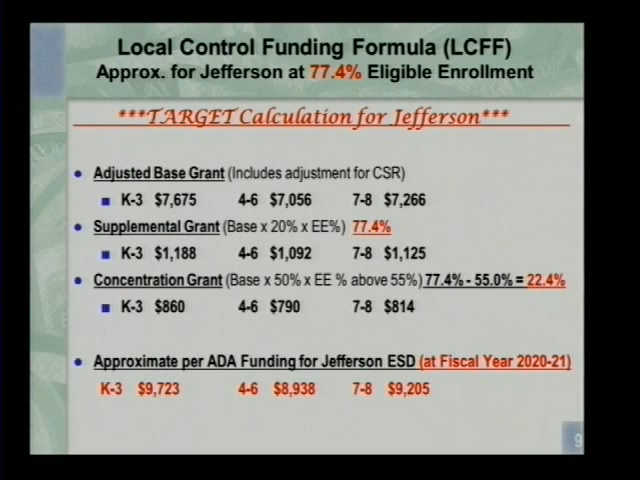 Local Control Funding Formula (LCFF)
Approx. for Jefferson at 77.4% Eligible Enrollment
***TARGET Calculation for Jefferson***
Adjusted Base Grant (Includes adjustment for CSR)
K-3 $7,675 4-6 $7,056 7-8 $7,266
Supplemental Grant (Base x 20% x EE%) 77.4%
K-3 $1,188 4-6 $1,092 7-8 $1,125
Concentration Grant (Base x 50% x EE % above 55%) 77.4% - 55.0% = 22.4%
K-3 $860 4-6 $790 7-8 $814
Approximate per ADA Funding for Jefferson ESD (at Fiscal Year 2020-21)
K-3 $9,723 4-6 $8,938 7-8 $9,205
9